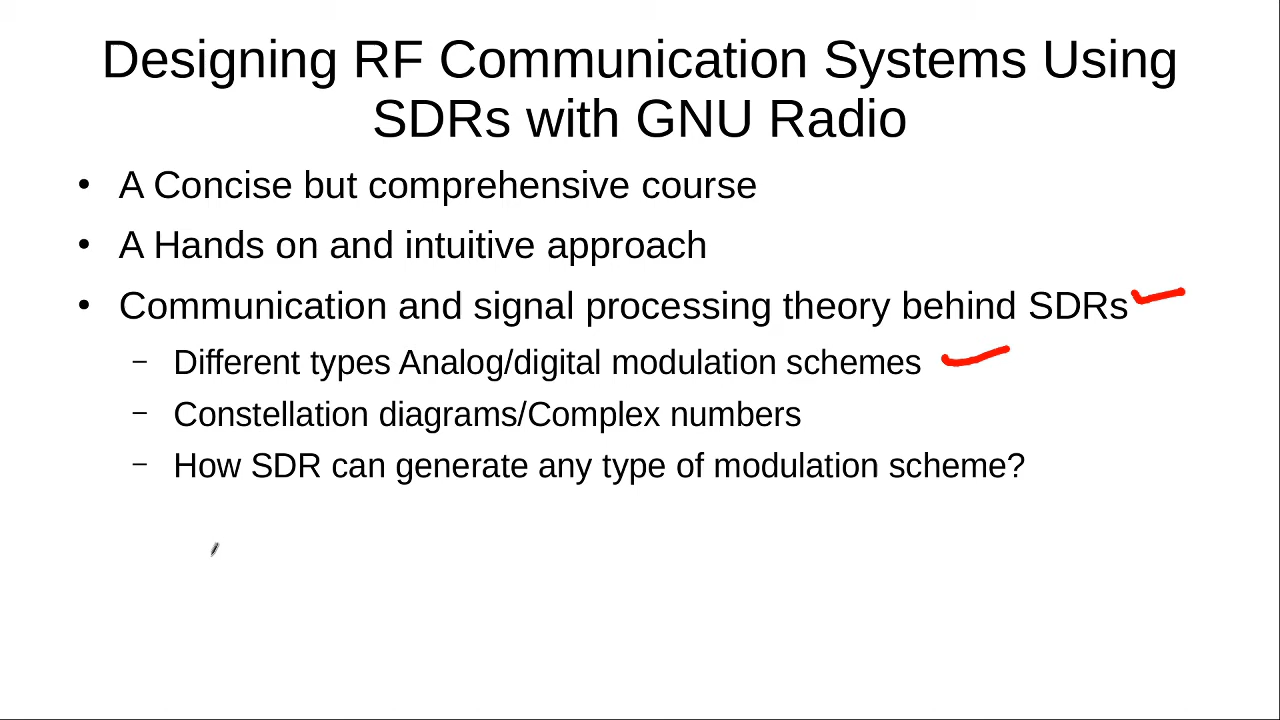 Designing RF Communication Systems Using
SDRs with GNU Radio
• A Concise but comprehensive course
• A Hands on and intuitive approach
• Communication and signal processing theory behind SDRs
– Different types Analog/digital modulation schemes
– Constellation diagrams/Complex numbers
– How SDR can generate any type of modulation scheme?